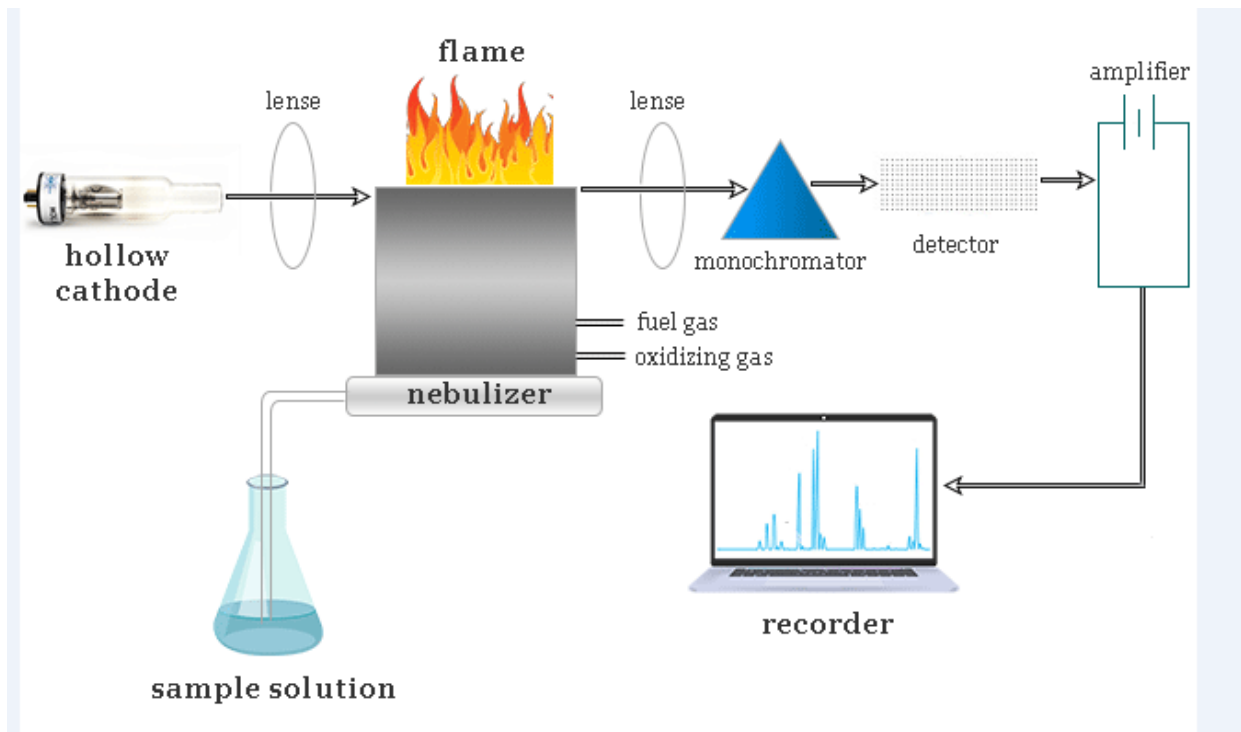 flame
amplifier
lense
lense
hollow
cathode
monochromator
detector
fuel gas
oxidizing gas
nebulizer
recorder
sample solution